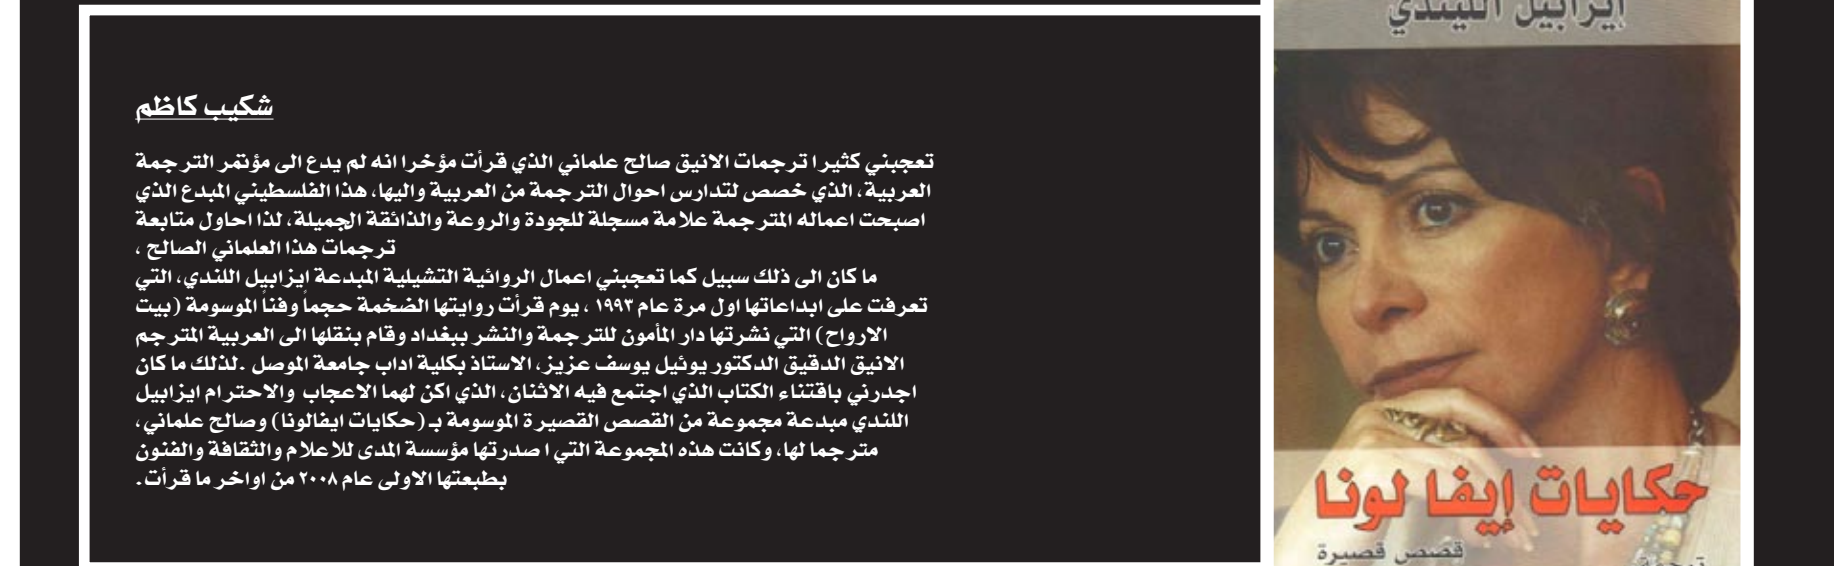 شكيب كاظم
تعجبني كثيرا ترجمات الانيق صالح علماني الذي قرأت مؤخرا انه لم يدع الى مؤتمر الترجمة
العربية، الذي خصص لتدارس احوال الترجمة من العربية واليها، هذا الفلسطيني المبدع الذي
اصبحت اعماله المترجمة علامة مسجلة للجودة والروعة والذائقة الجميلة، لذا احاول متابعة
ترجمات هذا العلماني الصالح ،
ما كان الى ذلك سبيل كما تعجبني اعمال الروائية التشيلية المبدعة ايزابيل اللندي، التي
تعرفت على ابداعاتها اول مرة عام ١٩٩٣ ، يوم قرأت روايتها الضخمة حجماً وفناً الموسومة (بيت
الارواح) التي نشرتها دار المأمون للترجمة والنشر ببغداد وقام بنقلها الى العربية المترجم
الانيق الدقيق الدكتور يوئيل يوسف عزيز، الاستاذ بكلية اداب جامعة الموصل .لذلك ما كان
اجدرني باقتناء الكتاب الذي اجتمع فيه الاثنان، الذي اكن لهما الاعجاب والاحترام ايزابيل
اللندي مبدعة مجموعة من القصص القصيرة الموسومة بـ (حكايات ايفالونا) وصالح علماني،
مترجما لها، وكانت هذه المجموعة التي اصدرتها مؤسسة المدى للاعلام والثقافة والفنون
بطبعتها الاولى عام ٢٠٠٨ من اواخر ما قرأت.
إيزابيل الليندي
حكايات إيفا لونا
قصص قصيرة